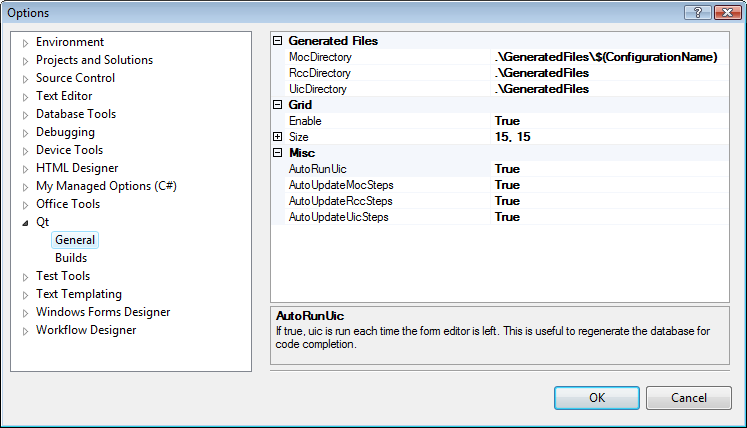 Options
Environment
Projects and Solutions
Source Control
Text Editor
Database Tools
Debugging
Device Tools
HTML Designer
My Managed Options (C#)
Office Tools
Qt
General
Builds
Test Tools
Text Templating
Windows Forms Designer
Workflow Designer
Generated Files
MocDirectory .\GeneratedFiles\$(ConfigurationName)
RccDirectory .\GeneratedFiles
UicDirectory .\GeneratedFiles
Grid
Enable True
Size 15, 15
Misc
AutoRunUic True
AutoUpdateMocSteps True
AutoUpdateRccSteps True
AutoUpdateUicSteps True
AutoRunUic
If true, uic is run each time the form editor is left. This is useful to regenerate the database for
code completion.
OK Cancel